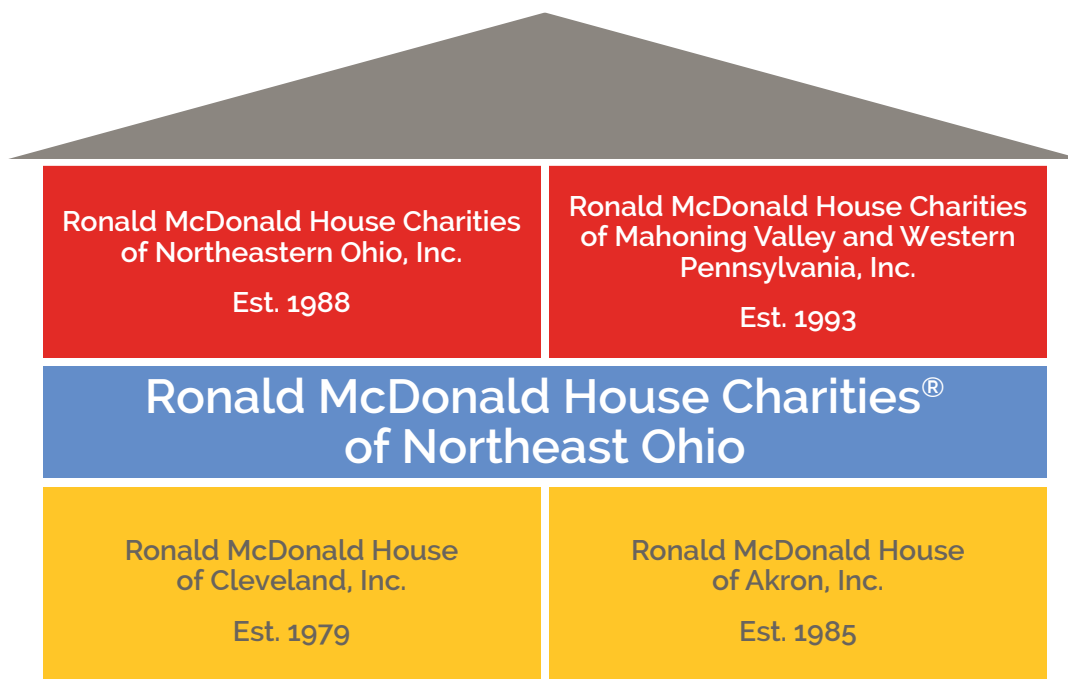 Ronald McDonald House Charities
of Northeastern Ohio, Inc.
Est. 1988
Ronald McDonald House Charities
of Mahoning Valley and Western
Pennsylvania, Inc.
Est. 1993
Ronald McDonald House Charities®
of Northeast Ohio
Ronald McDonald House
of Cleveland, Inc.
Est. 1979
Ronald McDonald House
of Akron, Inc.
Est. 1985